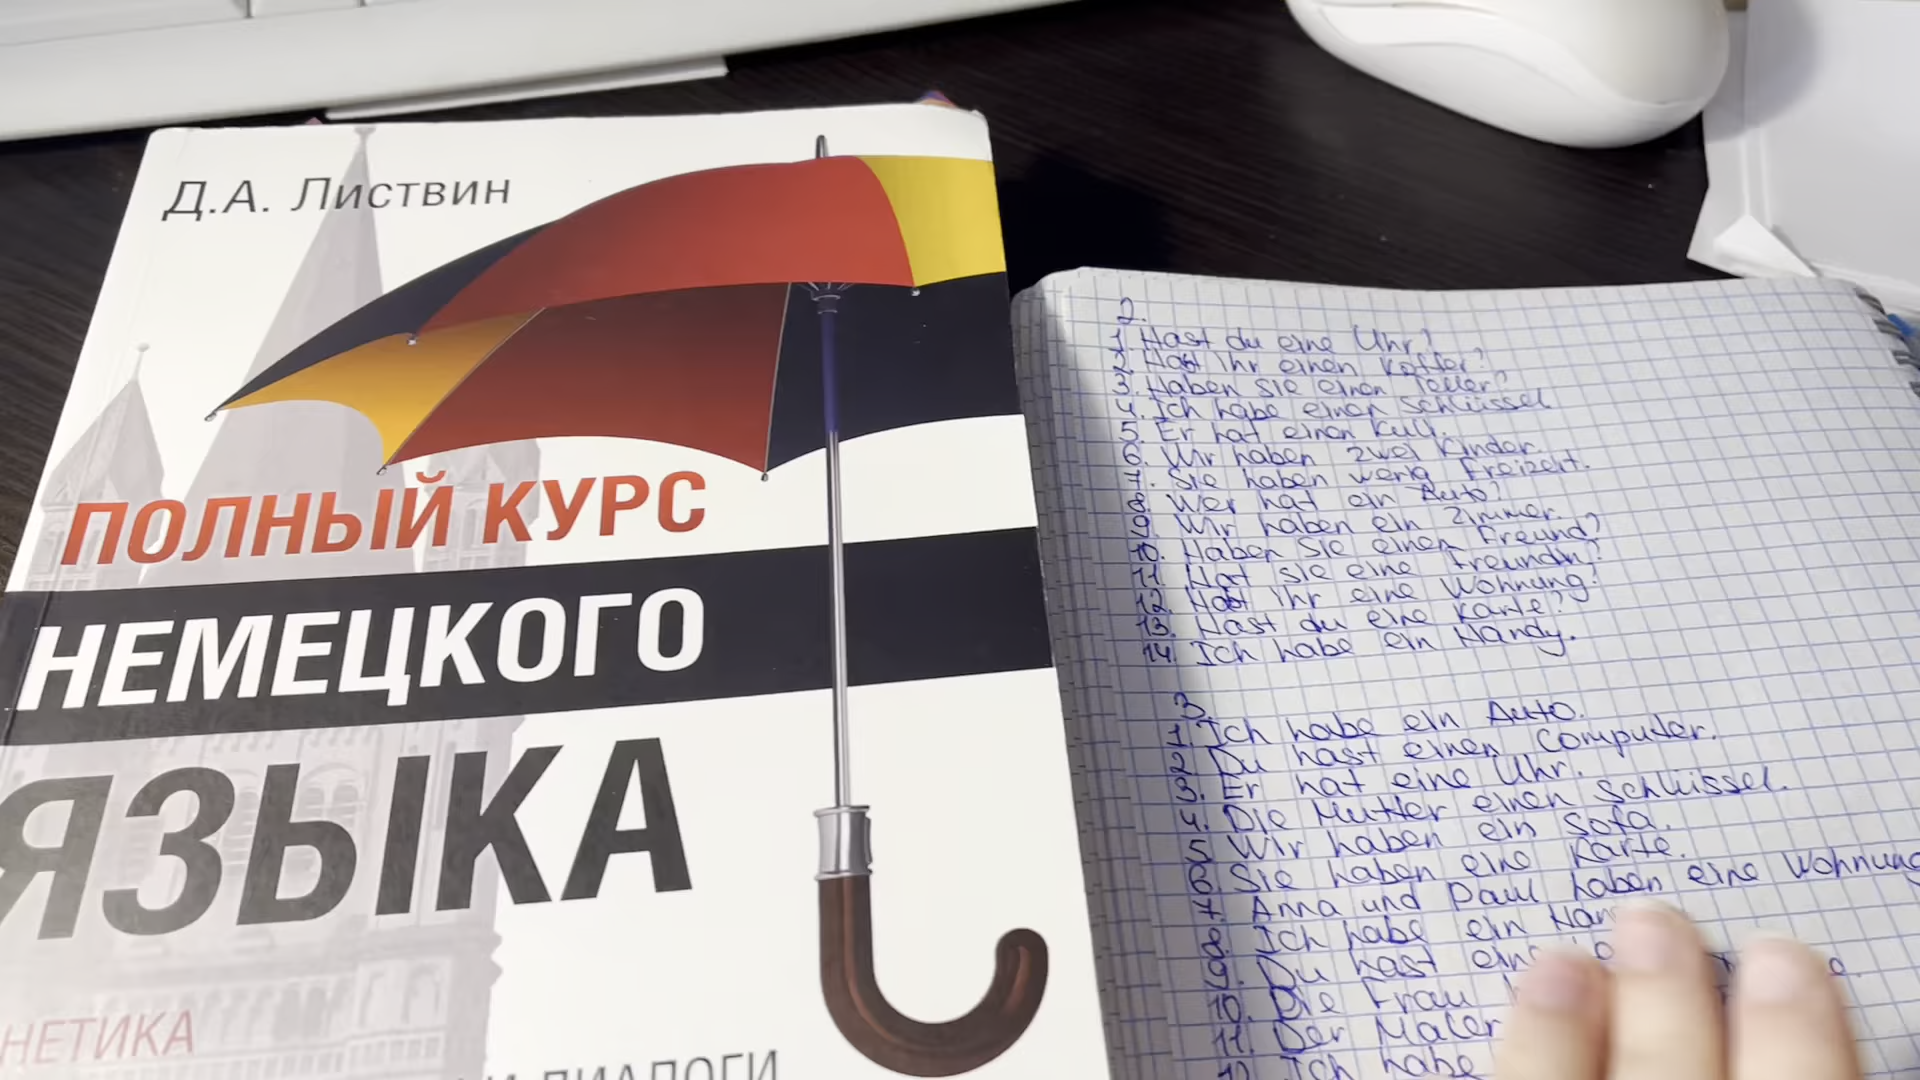 Д.А. Листвин
ПОЛНЫЙ КУРС
НЕМЕЦКОГО
ЯЗЫКА
НЕТИКА
И ДИАЛОГИ
2.
1. Hast du eine Uhr?
2. Habt ihr einen Koffer?
3. Haben Sie einen Teller?
4. Ich habe einen Schlüssel
5. Er hat einen Kuli.
6. Wir haben zwei Kinder.
7. Sie haben wenig Freizeit.
8. Wer hat ein Auto?
9. Wir haben ein Zimmer.
10. Haben Sie einen Freund?
11. Hat sie eine Freundin?
12. Habt ihr eine Wohnung?
13. Hast du eine Karte?
14. Ich habe ein Handy.
3.
1. Ich habe ein Auto.
2. Du hast einen Computer.
3. Er hat eine Uhr.
4. Die Mutter einen Schlüssel.
5. Wir haben ein Sofa.
6. Sie haben eine Karte.
7. Anna und Paul haben eine Wohnung
8. Ich habe ein
9. Du hast
10. Die Frau
11. Der Maler
12. Ich habe